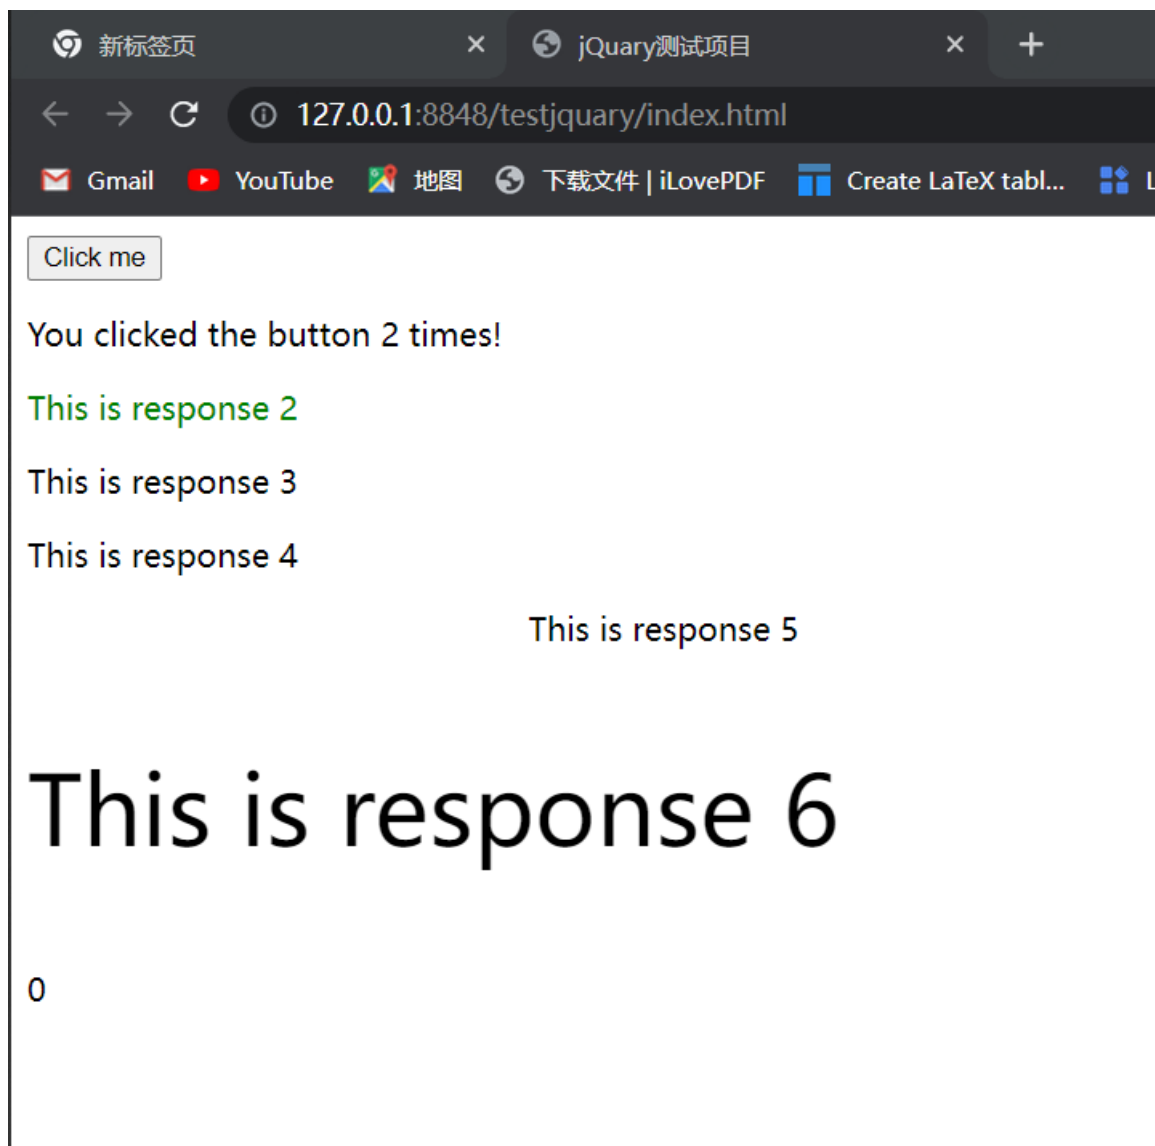 新标签页 jQuary测试项目
127.0.0.1:8848/testjquary/index.html
Gmail YouTube 地图 下载文件 | iLovePDF Create LaTeX tabl... L
Click me
You clicked the button 2 times!
This is response 2
This is response 3
This is response 4
This is response 5
This is response 6
0